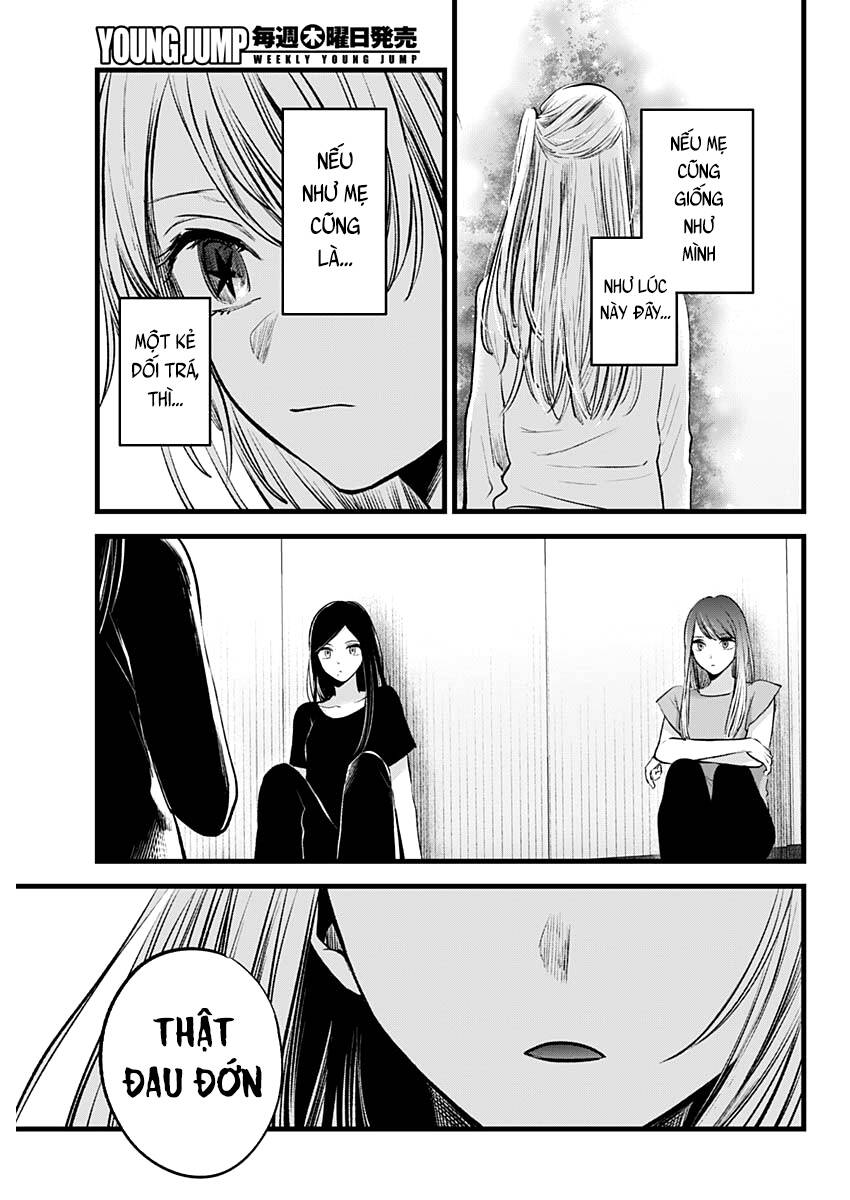 YOUNG JUMP 毎週木曜日発売
WEEKLY YOUNG JUMP
NẾU MẸ
CŨNG
GIỐNG
NHƯ
MÌNH
NHƯ LÚC
NÀY ĐÂY...
NẾU
NHƯ MẸ
CŨNG
LÀ...
MỘT KẺ
DỐI TRÁ,
THÌ...
THẬT
ĐAU ĐỚN